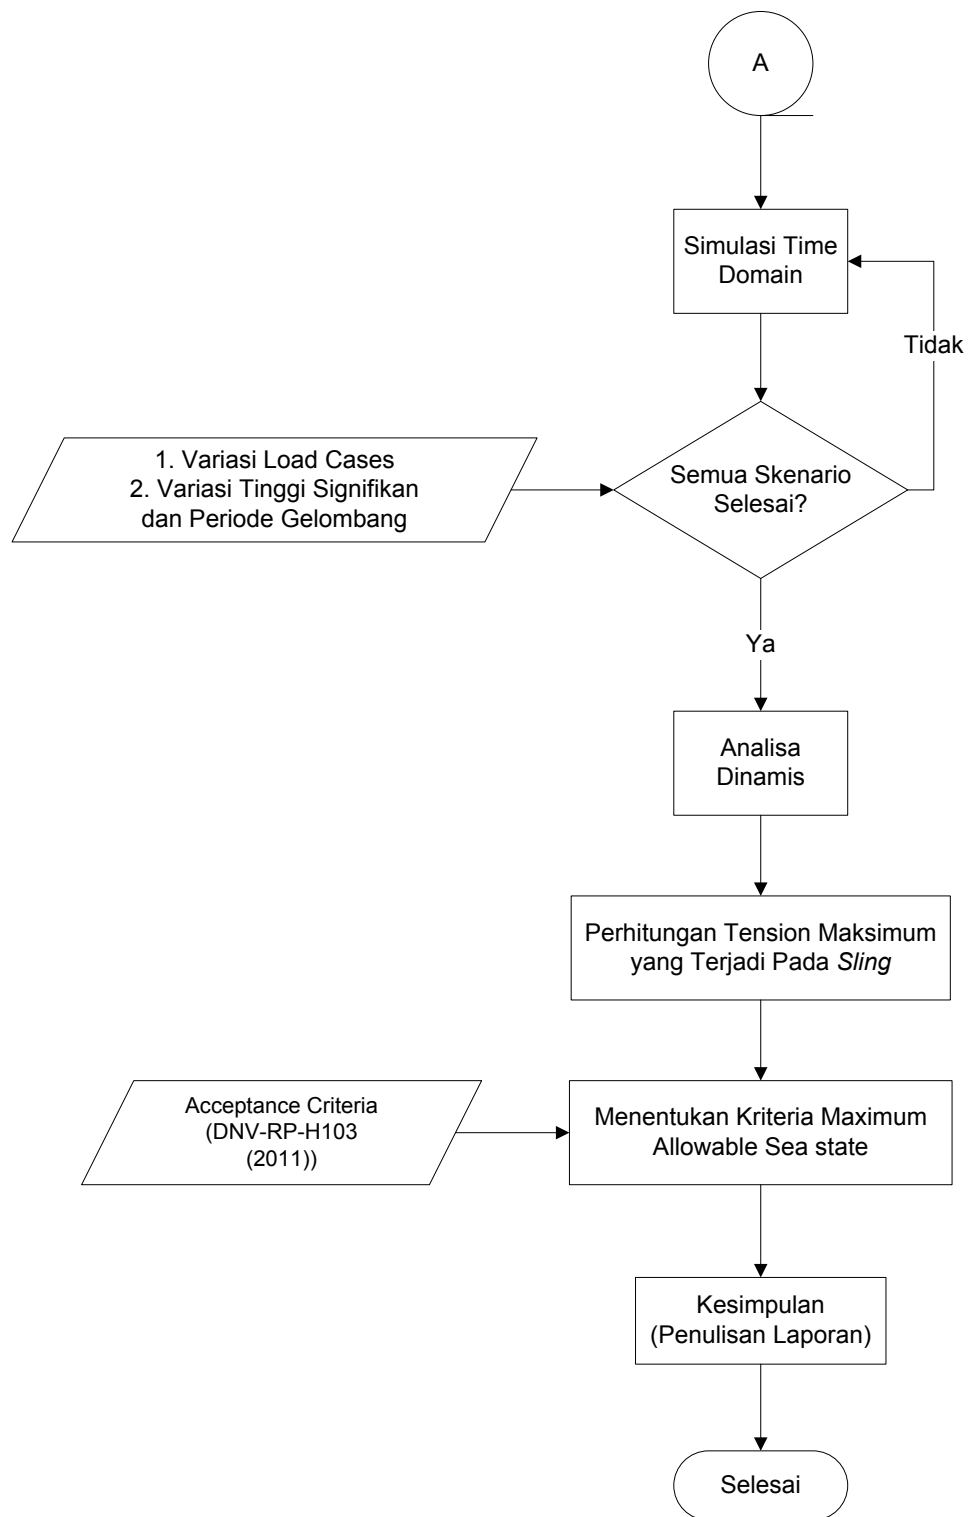 A
Simulasi Time
Domain
Tidak
1. Variasi Load Cases
2. Variasi Tinggi Signifikan
dan Periode Gelombang
Semua Skenario
Selesai?
Ya
Analisa
Dinamis
Perhitungan Tension Maksimum
yang Terjadi Pada Sling
Acceptance Criteria
(DNV-RP-H103
(2011))
Menentukan Kriteria Maximum
Allowable Sea state
Kesimpulan
(Penulisan Laporan)
Selesai